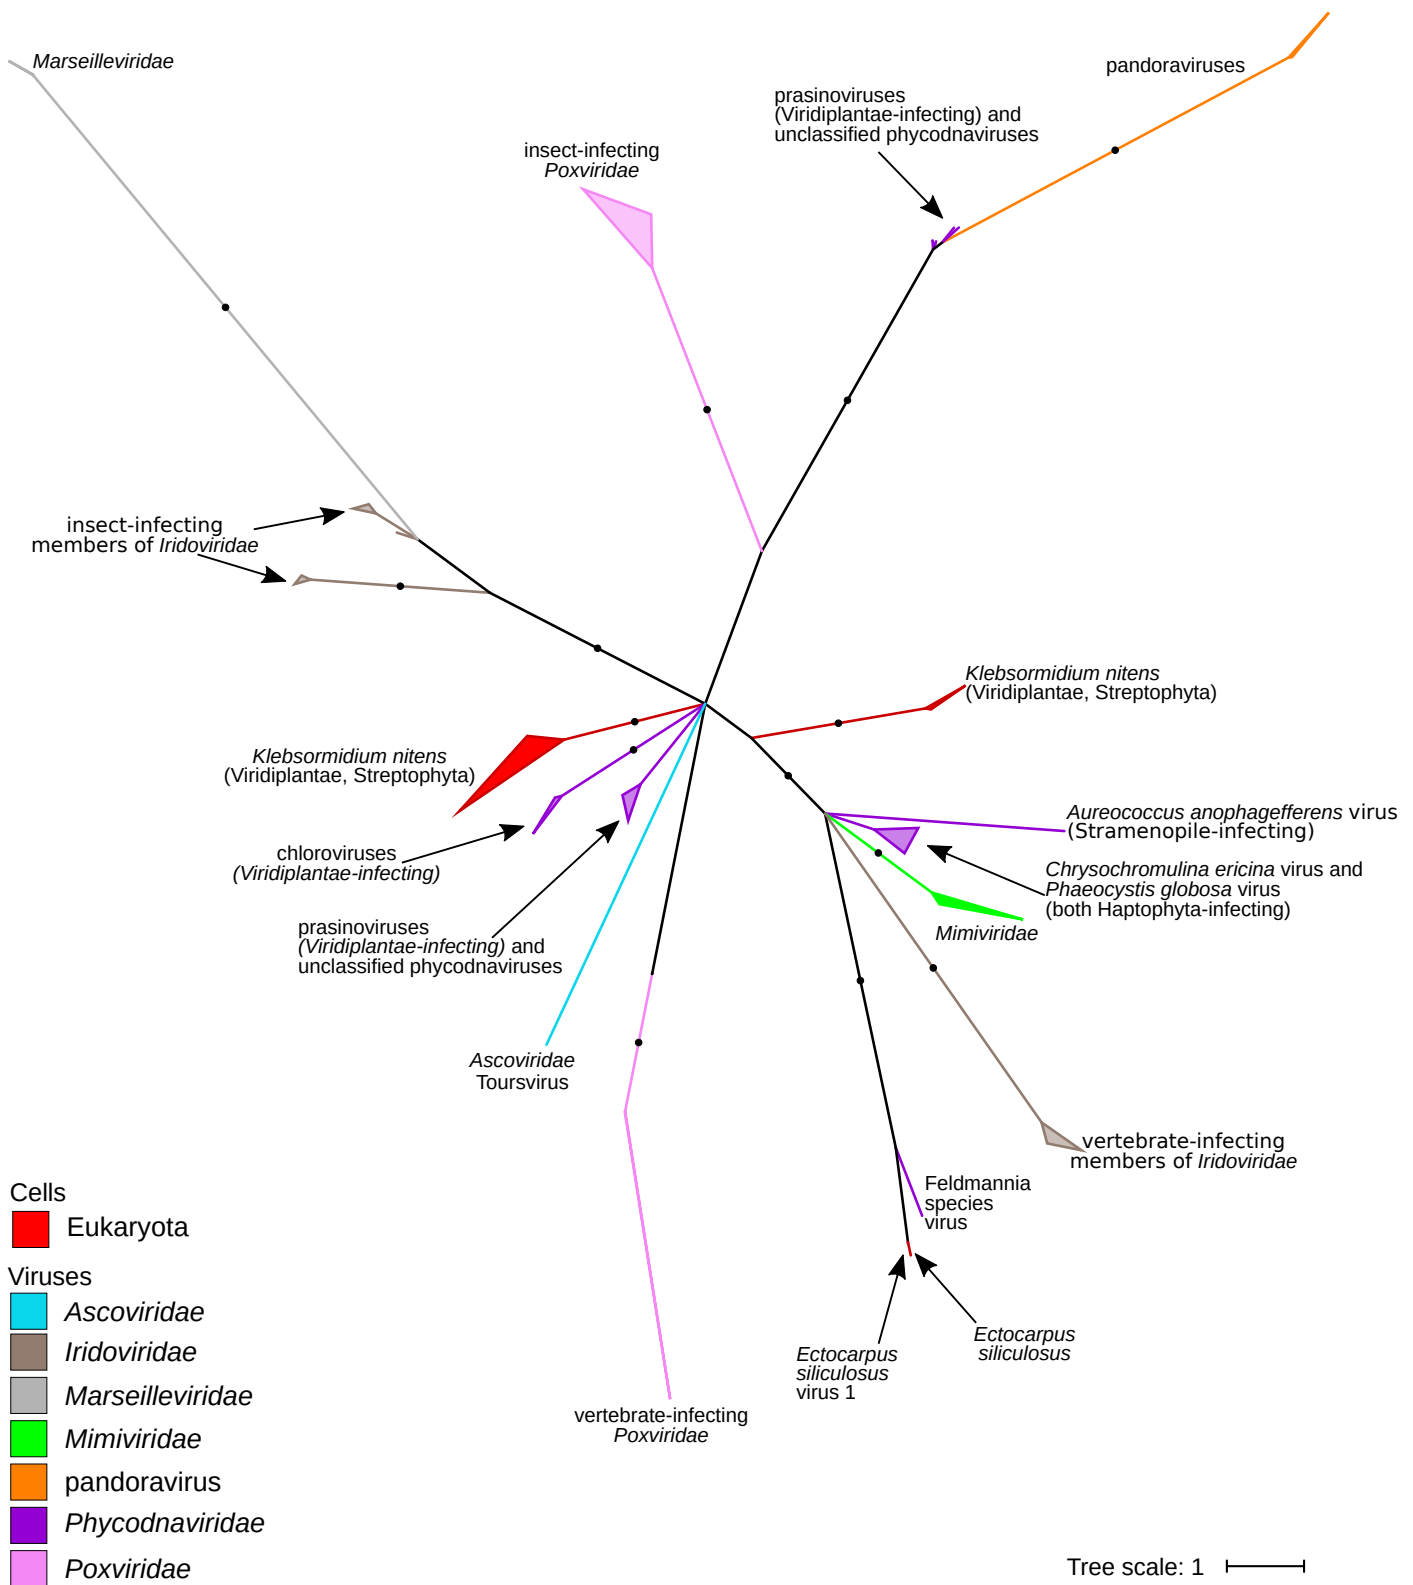 Marseilleviridae
pandoraviruses
prasinoviruses
(Viridiplantae-infecting) and
unclassified phycodnaviruses
insect-infecting
Poxviridae
insect-infecting
members of Iridoviridae
Klebsormidium nitens
(Viridiplantae, Streptophyta)
Klebsormidium nitens
(Viridiplantae, Streptophyta)
Aureococcus anophagefferens virus
(Stramenopile-infecting)
chloroviruses
(Viridiplantae-infecting)
Chrysochromulina ericina virus and
Phaeocystis globosa virus
(both Haptophyta-infecting)
prasinoviruses
(Viridiplantae-infecting) and
unclassified phycodnaviruses
Mimiviridae
Ascoviridae
Toursvirus
vertebrate-infecting
members of Iridoviridae
Feldmannia
species
virus
Ectocarpus
siliculosus
Ectocarpus
siliculosus
virus 1
vertebrate-infecting
Poxviridae
Cells
Eukaryota
Viruses
Ascoviridae
Iridoviridae
Marseilleviridae
Mimiviridae
pandoravirus
Phycodnaviridae
Poxviridae
Tree scale: 1